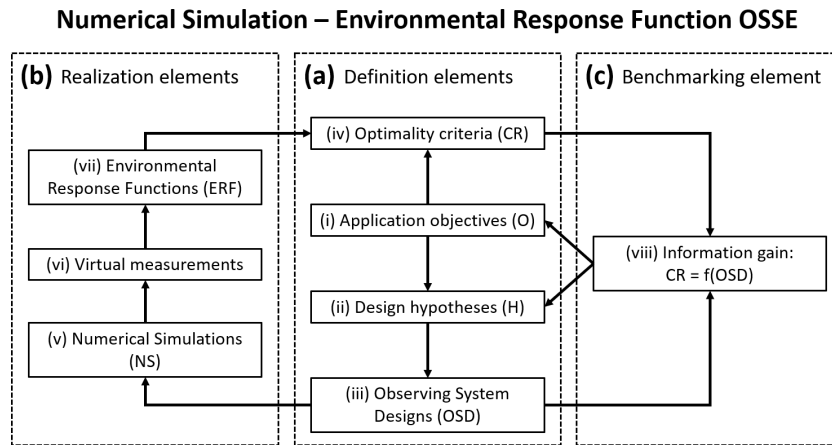 Numerical Simulation – Environmental Response Function OSSE
(b) Realization elements
(vii) Environmental
Response Functions (ERF)
(vi) Virtual measurements
(v) Numerical Simulations
(NS)
(a) Definition elements
(iv) Optimality criteria (CR)
(i) Application objectives (O)
(ii) Design hypotheses (H)
(iii) Observing System
Designs (OSD)
(c) Benchmarking element
(viii) Information gain:
CR = f(OSD)